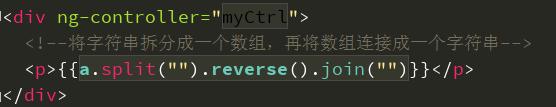 <div ng-controller="myCtrl">
<!--将字符串拆分成一个数组，再将数组连接成一个字符串-->
<p>{{a.split("").reverse().join("")}}</p>
</div>